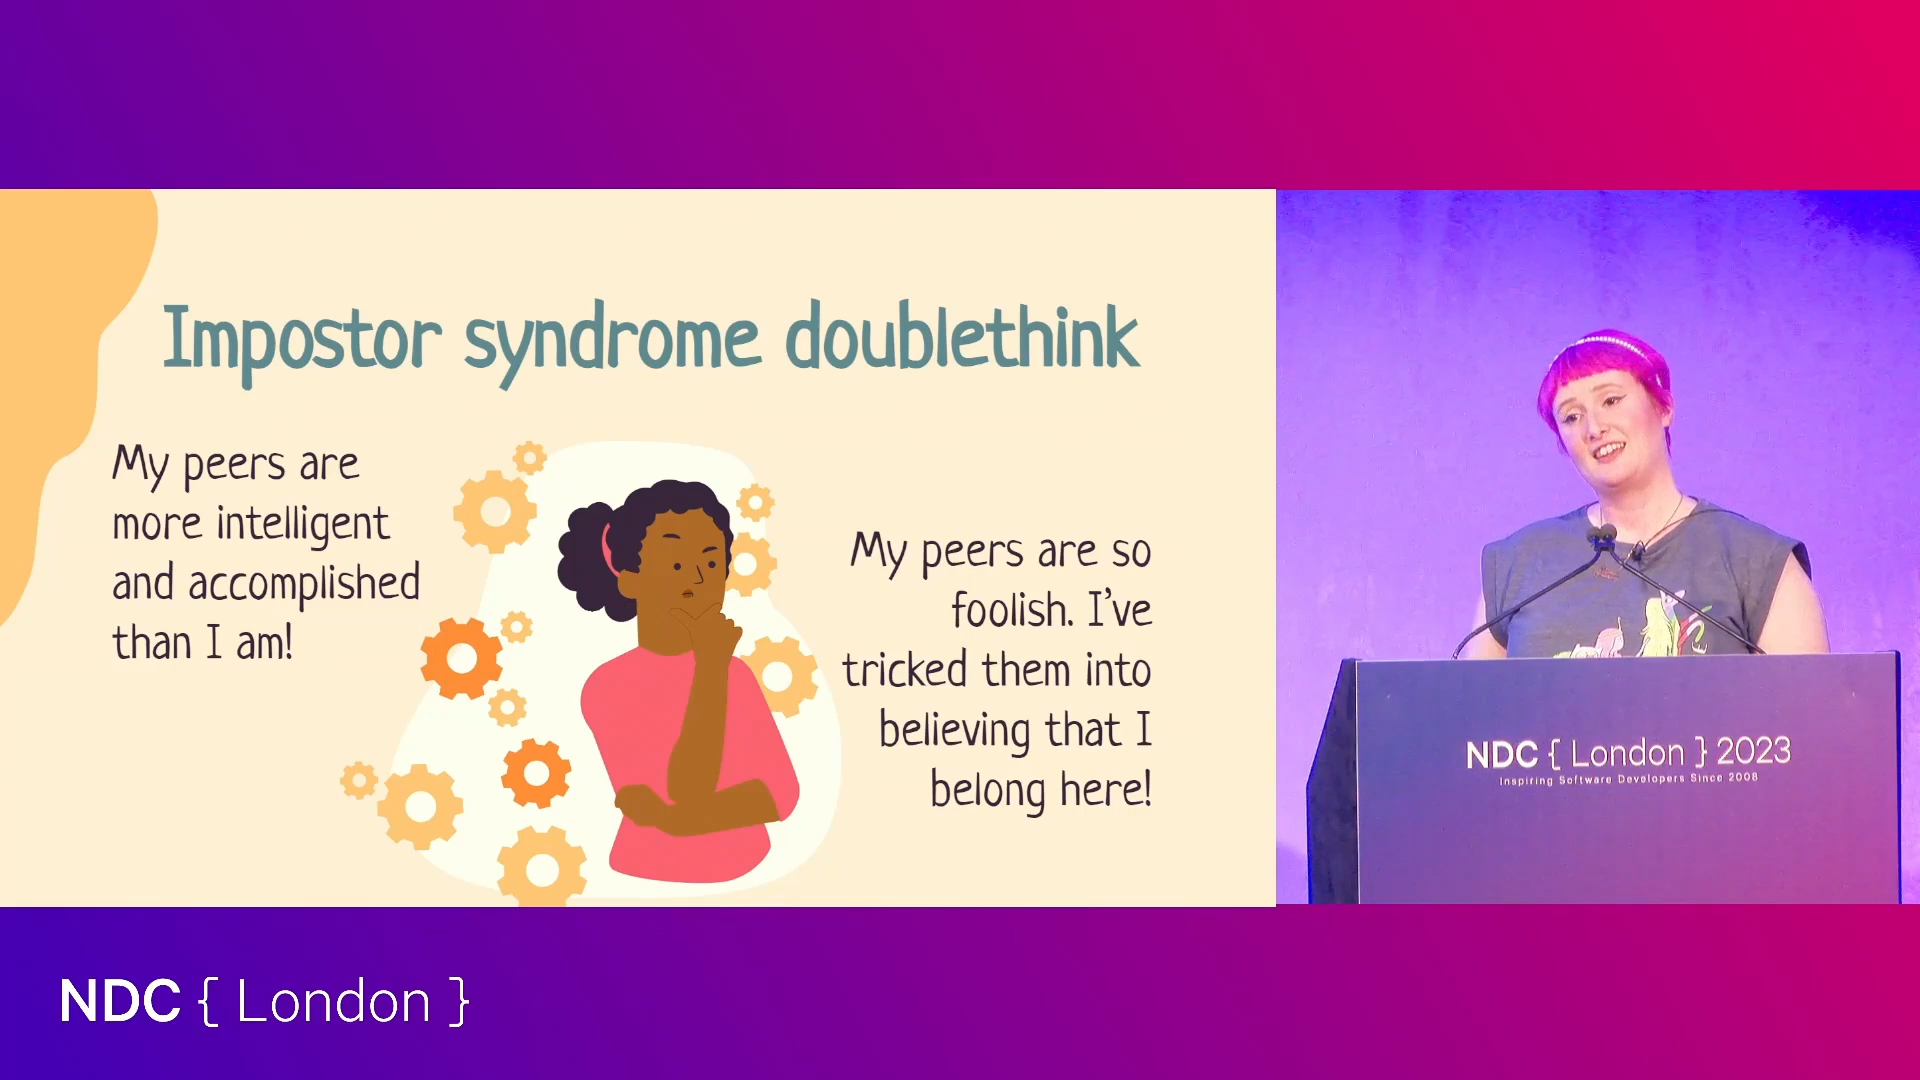 Impostor syndrome doublethink
My peers are
more intelligent
and accomplished
than I am!
My peers are so
foolish. I've
tricked them into
believing that I
belong here!
NDC { London } 2023
Inspiring Software Developers Since 2008
NDC { London }